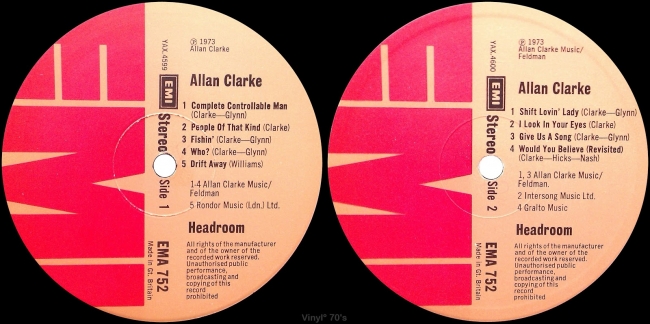 ℗ 1973
Allan Clarke
YAX.4599
EMI
Stereo
Side 1
Allan Clarke
1 Complete Controllable Man
(Clarke—Glynn)
2 People Of That Kind (Clarke)
3 Fishin' (Clarke—Glynn)
4 Who? (Clarke—Glynn)
5 Drift Away (Williams)
1-4 Allan Clarke Music/
Feldman
5 Rondor Music (Ldn.) Ltd.
Headroom
EMA 752
Made in Gt. Britain
All rights of the manufacturer
and of the owner of the
recorded work reserved.
Unauthorised public
performance,
broadcasting and
copying of this
record
prohibited
EMI
℗ 1973
Allan Clarke Music/
Feldman
YAX.4600
EMI
Stereo
Side 2
Allan Clarke
1 Shift Lovin' Lady (Clarke—Glynn)
2 I Look In Your Eyes (Clarke)
3 Give Us A Song (Clarke—Glynn)
4 Would You Believe (Revisited)
(Clarke—Hicks—Nash)
1, 3 Allan Clarke Music/
Feldman.
2 Intersong Music Ltd.
4 Gralto Music
Headroom
EMA 752
Made in Gt. Britain
All rights of the manufacturer
and of the owner of the
recorded work reserved.
Unauthorised public
performance,
broadcasting and
copying of this
record
prohibited
EMI
Vinyl° 70's